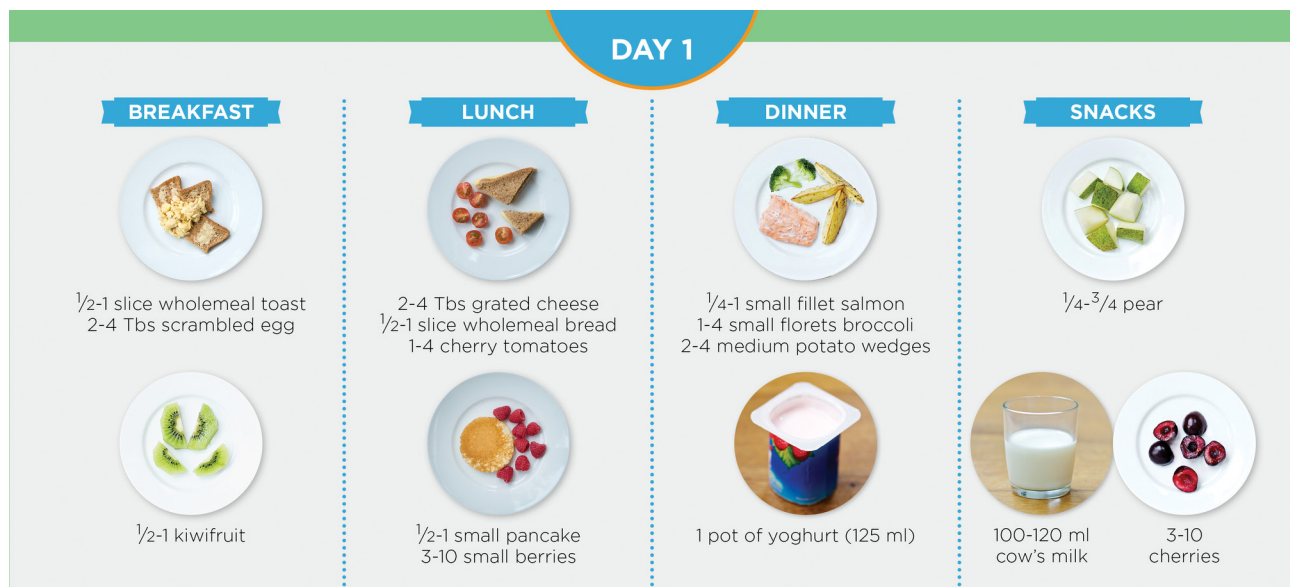 DAY 1
BREAKFAST
1/2-1 slice wholemeal toast
2-4 Tbs scrambled egg
1/2-1 kiwifruit
LUNCH
2-4 Tbs grated cheese
1/2-1 slice wholemeal bread
1-4 cherry tomatoes
1/2-1 small pancake
3-10 small berries
DINNER
1/4-1 small fillet salmon
1-4 small florets broccoli
2-4 medium potato wedges
1 pot of yoghurt (125 ml)
SNACKS
1/4-3/4 pear
100-120 ml
cow's milk
3-10
cherries